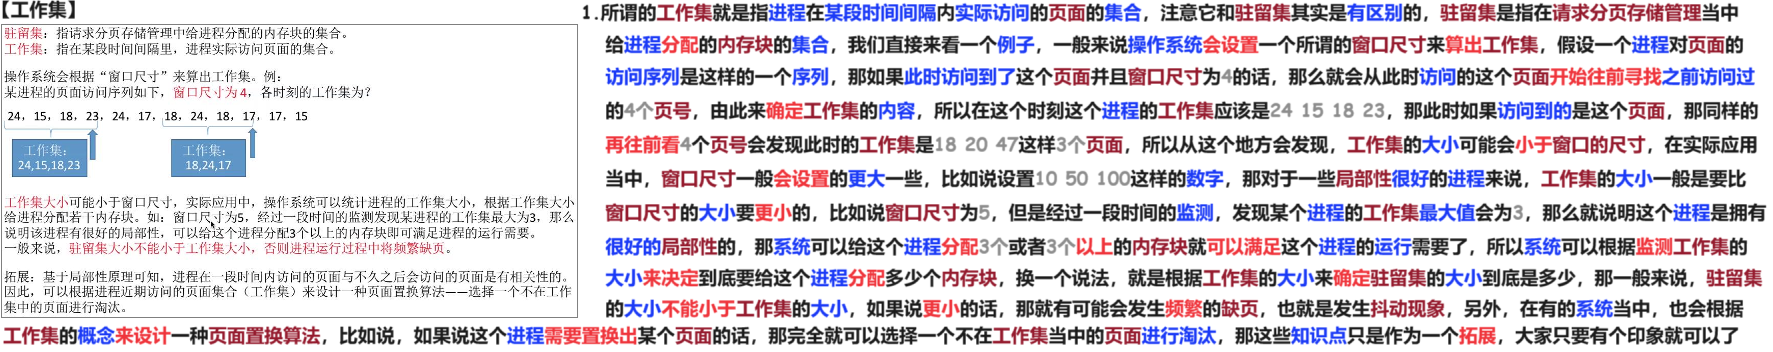 【工作集】
驻留集：指请求分页存储管理中给进程分配的内存块的集合。
工作集：指在某段时间间隔里，进程实际访问页面的集合。
操作系统会根据“窗口尺寸”来算出工作集。例：
某进程的页面访问序列如下，窗口尺寸为4，各时刻的工作集为？
24，15，18，23，24，17，18，24，18，17，17，15
工作集：
24,15,18,23
工作集：
18,24,17
工作集大小可能小于窗口尺寸，实际应用中，操作系统可以统计进程的工作集大小，根据工作集大小
给进程分配若干内存块。如：窗口尺寸为5，经过一段时间的监测发现某进程的工作集最大为3，那么
说明该进程有很好的局部性，可以给这个进程分配3个以上的内存块即可满足进程的运行需要。
一般来说，驻留集大小不能小于工作集大小，否则进程运行过程中将频繁缺页。
拓展：基于局部性原理可知，进程在一段时间内访问的页面与不久之后会访问的页面是有相关性的。
因此，可以根据进程近期访问的页面集合（工作集）来设计一种页面置换算法——选择一个不在工作
集中的页面进行淘汰。
1.所谓的工作集就是指进程在某段时间间隔内实际访问的页面的集合，注意它和驻留集其实是有区别的，驻留集是指在请求分页存储管理当中
给进程分配的内存块的集合，我们直接来看一个例子，一般来说操作系统会设置一个所谓的窗口尺寸来算出工作集，假设一个进程对页面的
访问序列是这样的一个序列，那如果此时访问到了这个页面并且窗口尺寸为4的话，那么就会从此时访问的这个页面开始往前寻找之前访问过
的4个页号，由此来确定工作集的内容，所以在这个时刻这个进程的工作集应该是24 15 18 23，那此时如果访问到的是这个页面，那同样的
再往前看4个页号会发现此时的工作集是18 20 47这样3个页面，所以从这个地方会发现，工作集的大小可能会小于窗口的尺寸，在实际应用
当中，窗口尺寸一般会设置的更大一些，比如说设置10 50 100这样的数字，那对于一些局部性很好的进程来说，工作集的大小一般是要比
窗口尺寸的大小要更小的，比如说窗口尺寸为5，但是经过一段时间的监测，发现某个进程的工作集最大值会为3，那么就说明这个进程是拥有
很好的局部性的，那系统可以给这个进程分配3个或者3个以上的内存块就可以满足这个进程的运行需要了，所以系统可以根据监测工作集的
大小来决定到底要给这个进程分配多少个内存块，换一个说法，就是根据工作集的大小来确定驻留集的大小到底是多少，那一般来说，驻留集
的大小不能小于工作集的大小，如果说更小的话，那就有可能会发生频繁的缺页，也就是发生抖动现象，另外，在有的系统当中，也会根据
工作集的概念来设计一种页面置换算法，比如说，如果说这个进程需要置换出某个页面的话，那完全就可以选择一个不在工作集当中的页面进行淘汰，那这些知识点只是作为一个拓展，大家只要有个印象就可以了